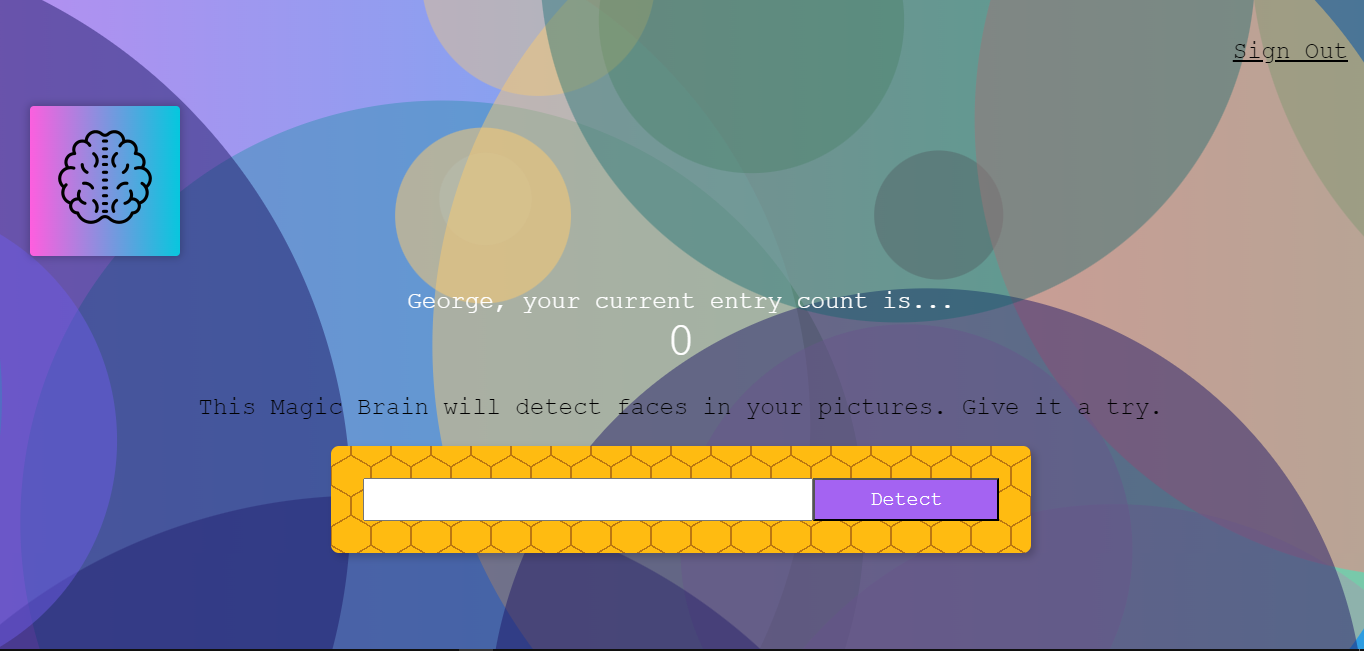 Sign Out
George, your current entry count is...
0
This Magic Brain will detect faces in your pictures. Give it a try.
Detect